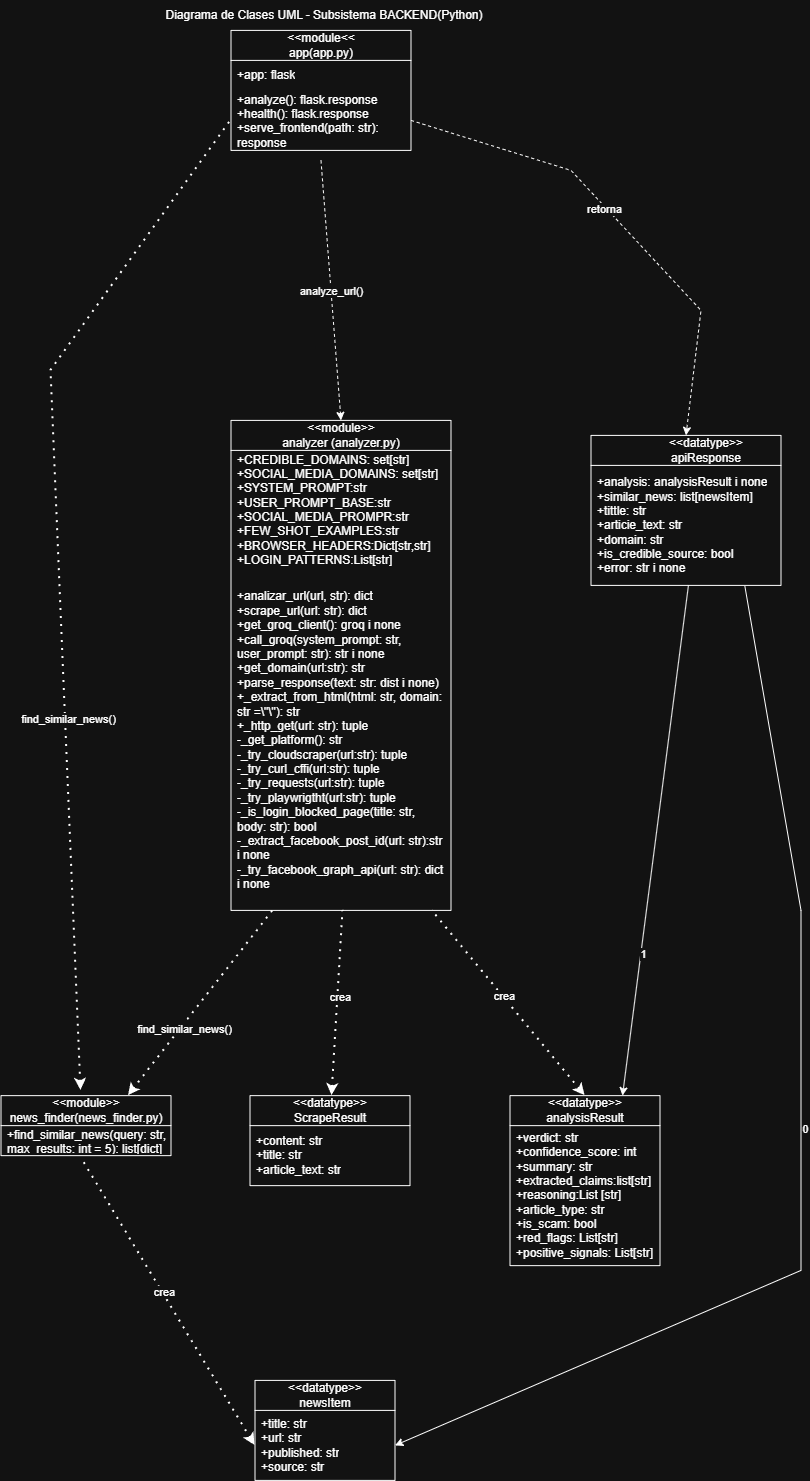 Diagrama de Clases UML - Subsistema BACKEND(Python)
<<module<<
app(app.py)
+app: flask
+analyze(): flask.response
+health(): flask.response
+serve_frontend(path: str):
response
retorna
analyze_url()
<<module>>
analyzer (analyzer.py)
+CREDIBLE_DOMAINS: set[str]
+SOCIAL_MEDIA_DOMAINS: set[str]
+SYSTEM_PROMPT:str
+USER_PROMPT_BASE:str
+SOCIAL_MEDIA_PROMPR:str
+FEW_SHOT_EXAMPLES:str
+BROWSER_HEADERS:Dict[str,str]
+LOGIN_PATTERNS:List[str]
+analizar_url(url, str): dict
+scrape_url(url: str): dict
+get_groq_client(): groq i none
+call_groq(system_prompt: str,
user_prompt: str): str i none
+get_domain(url:str): str
+parse_response(text: str: dist i none)
+_extract_from_html(html: str, domain:
str =\"\"): str
+_http_get(url: str): tuple
-_get_platform(): str
-_try_cloudscraper(url:str): tuple
-_try_curl_cffi(url:str): tuple
-_try_requests(url:str): tuple
-_try_playwrigtht(url:str): tuple
-_is_login_blocked_page(title: str,
body: str): bool
-_extract_facebook_post_id(url: str):str
i none
-_try_facebook_graph_api(url: str): dict
i none
<<datatype>>
apiResponse
+analysis: analysisResult i none
+similar_news: list[newsItem]
+tittle: str
+articie_text: str
+domain: str
+is_credible_source: bool
+error: str i none
find_similar_news()
1
crea
crea
find_similar_news()
<<module>>
news_finder(news_finder.py)
+find_similar_news(query: str,
max_results: int = 5): list[dict]
<<datatype>>
ScrapeResult
+content: str
+title: str
+article_text: str
<<datatype>>
analysisResult
+verdict: str
+confidence_score: int
+summary: str
+extracted_claims:list[str]
+reasoning:List [str]
+article_type: str
+is_scam: bool
+red_flags: List[str]
+positive_signals: List[str]
0
crea
<<datatype>>
newsItem
+title: str
+url: str
+published: str
+source: str